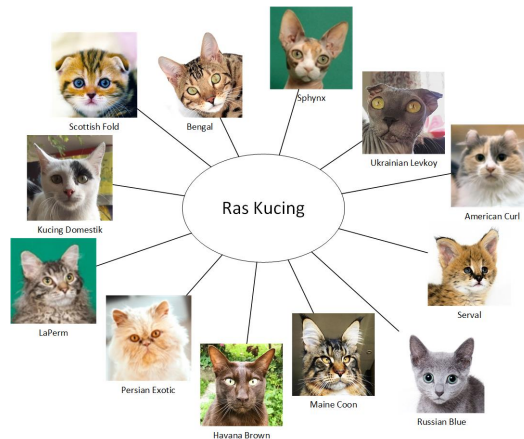 Sphynx
Bengal
Scottish Fold
Ukrainian Levkoy
American Curl
Ras Kucing
Kucing Domestik
Serval
LaPerm
Persian Exotic
Maine Coon
Russian Blue
Havana Brown